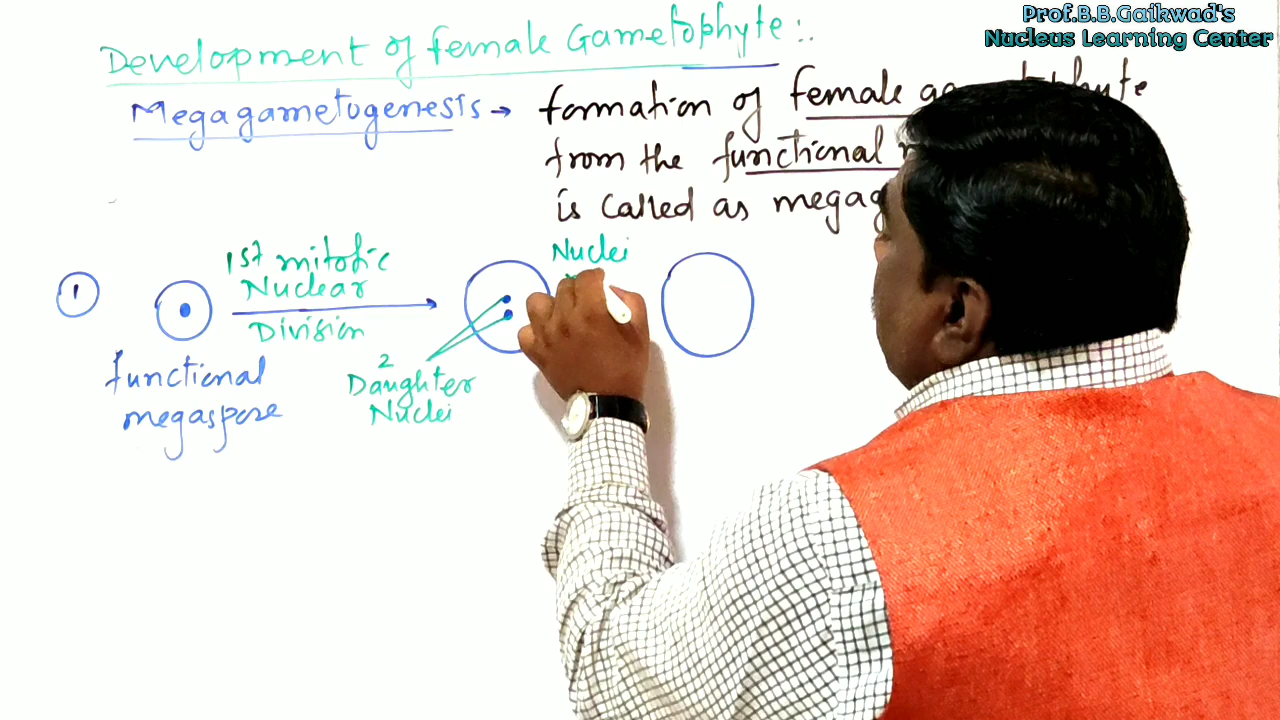 Prof.B.B.Gaikwad's
Nucleus Learning Center
Development of female Gametophyte :.
Megagametogenesis → formation of female
from the functional
is called as
Nuclei
1st mitotic
Nuclear
Division
1
functional
megaspore
2
Daughter
Nuclei